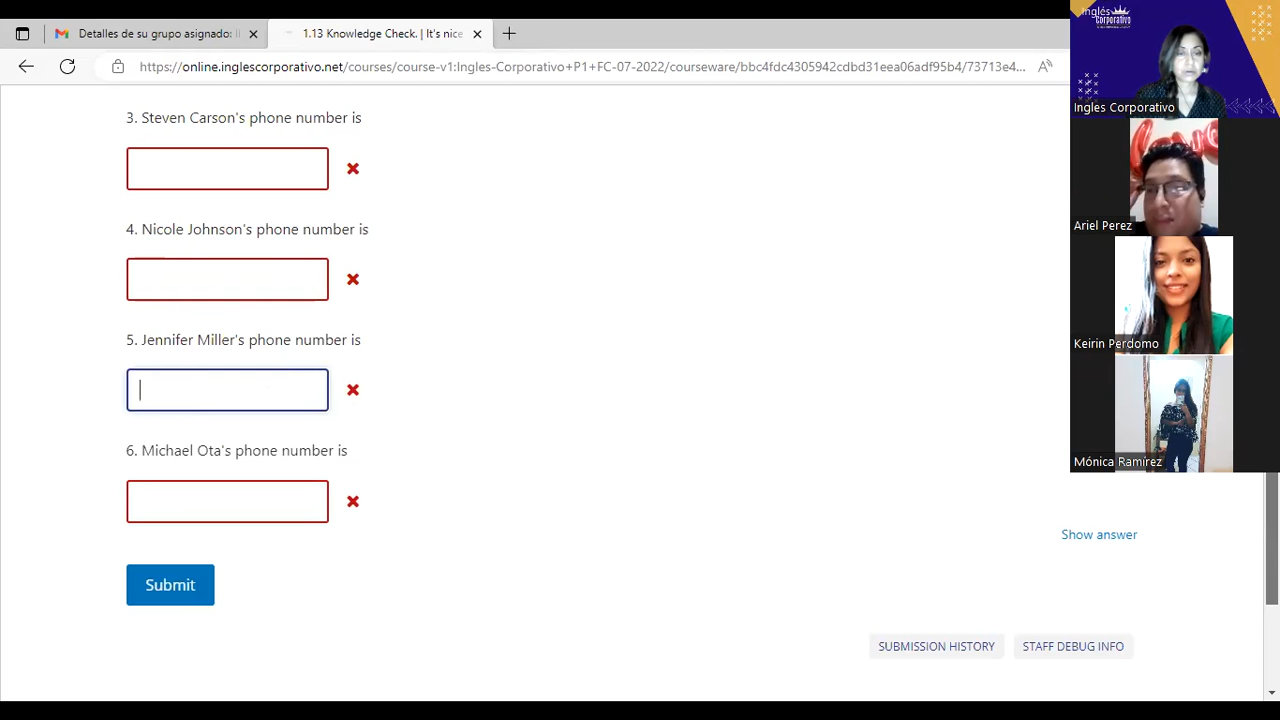 Detalles de su grupo asignado: I
1.13 Knowledge Check. | It's nice
https://online.inglescorporativo.net/courses/course-v1:Ingles-Corporativo+P1+FC-07-2022/courseware/bbc4fdc4305942cdbd31eea06adf95b4/73713e4...
3. Steven Carson's phone number is
4. Nicole Johnson's phone number is
5. Jennifer Miller's phone number is
6. Michael Ota's phone number is
Show answer
Submit
SUBMISSION HISTORY
STAFF DEBUG INFO
Inglés
Corporativo
Ingles Corporativo
Ariel Perez
Keirin Perdomo
Mónica Ramírez